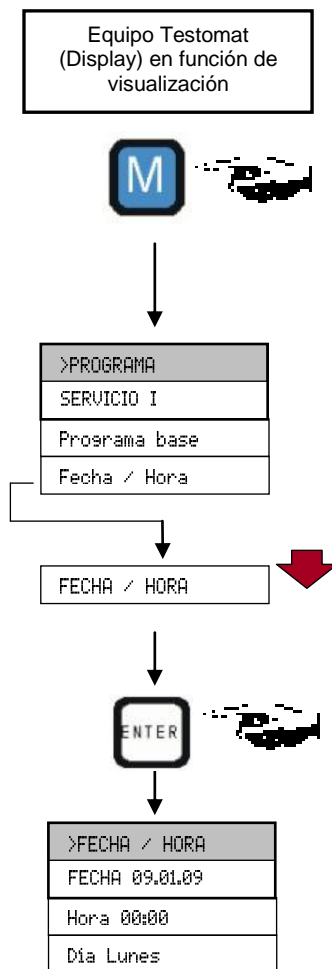 Equipo Testomat
(Display) en función de
visualización
M
>PROGRAMA
SERVICIO I
Programa base
Fecha / Hora
FECHA / HORA
ENTER
>FECHA / HORA
FECHA 09.01.09
Hora 00:00
Día Lunes